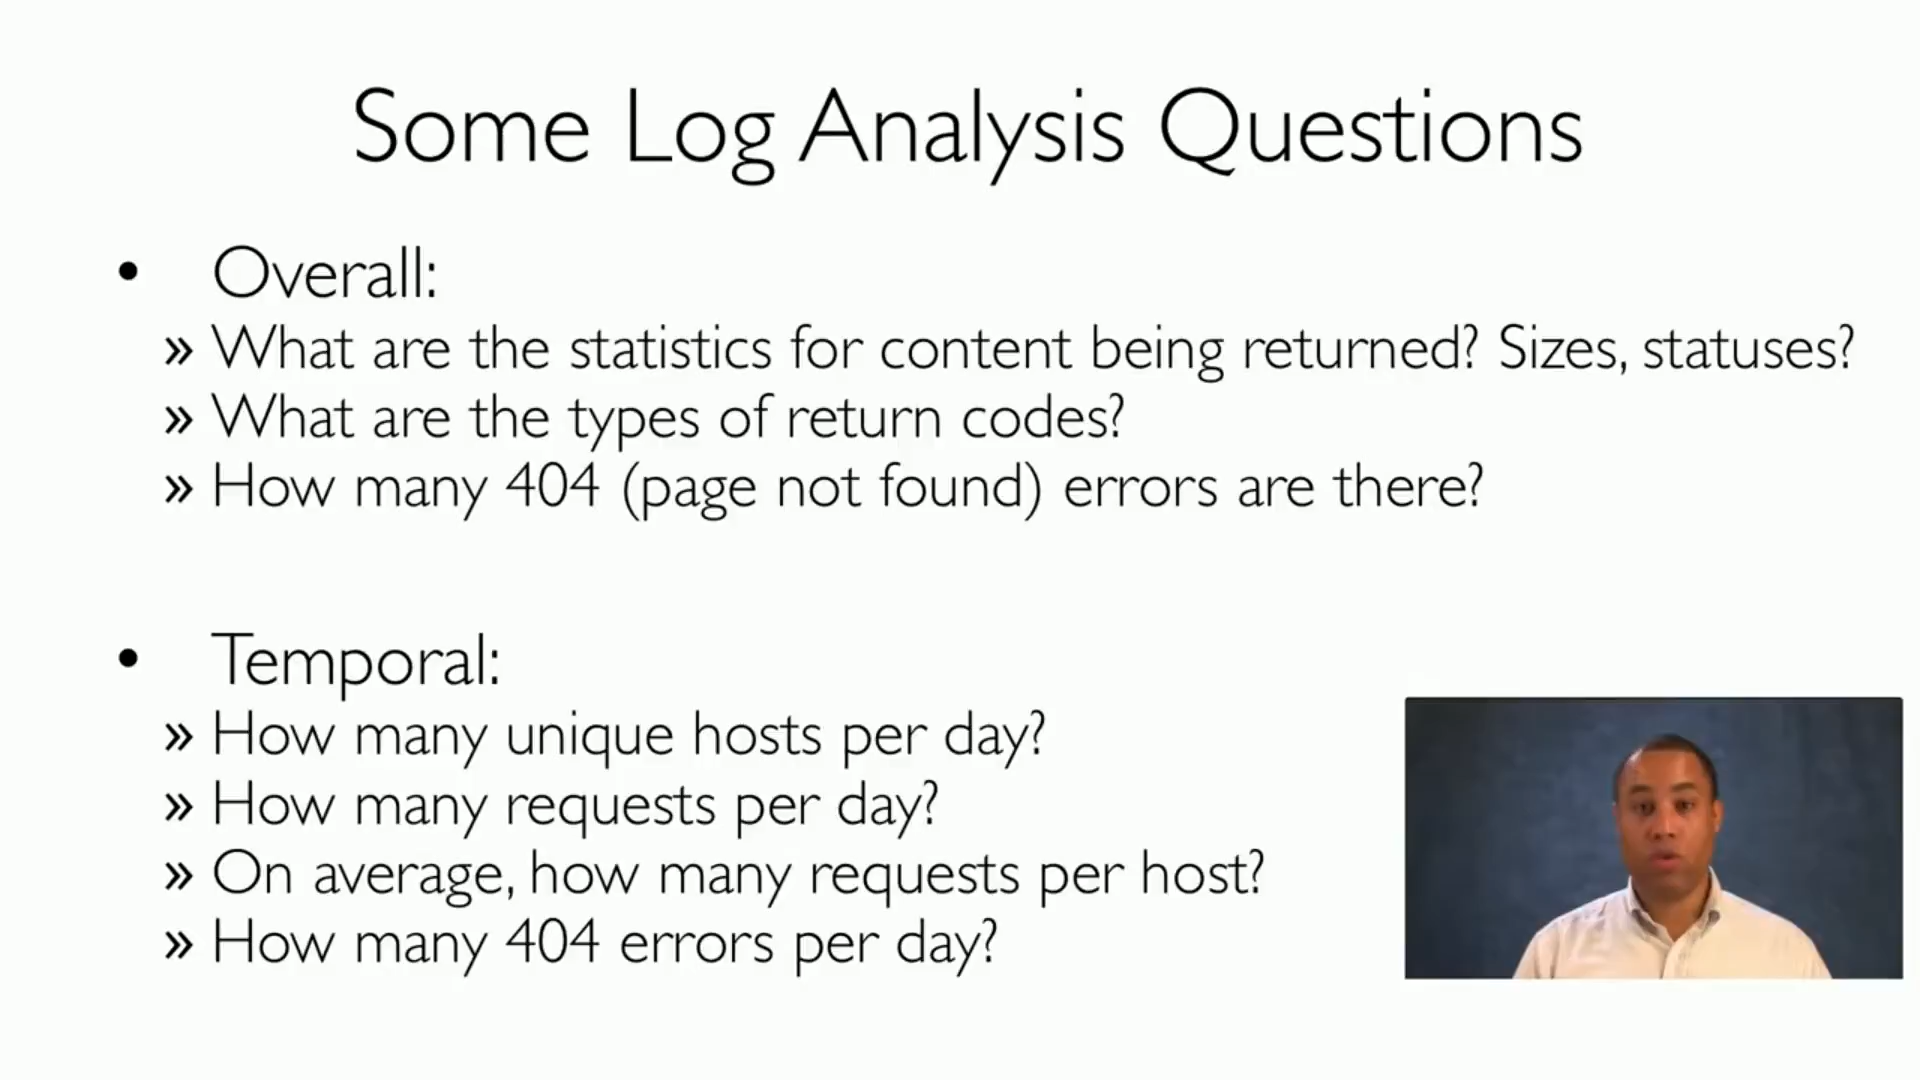 Some Log Analysis Questions
• Overall:
» What are the statistics for content being returned? Sizes, statuses?
» What are the types of return codes?
» How many 404 (page not found) errors are there?
• Temporal:
» How many unique hosts per day?
» How many requests per day?
» On average, how many requests per host?
» How many 404 errors per day?